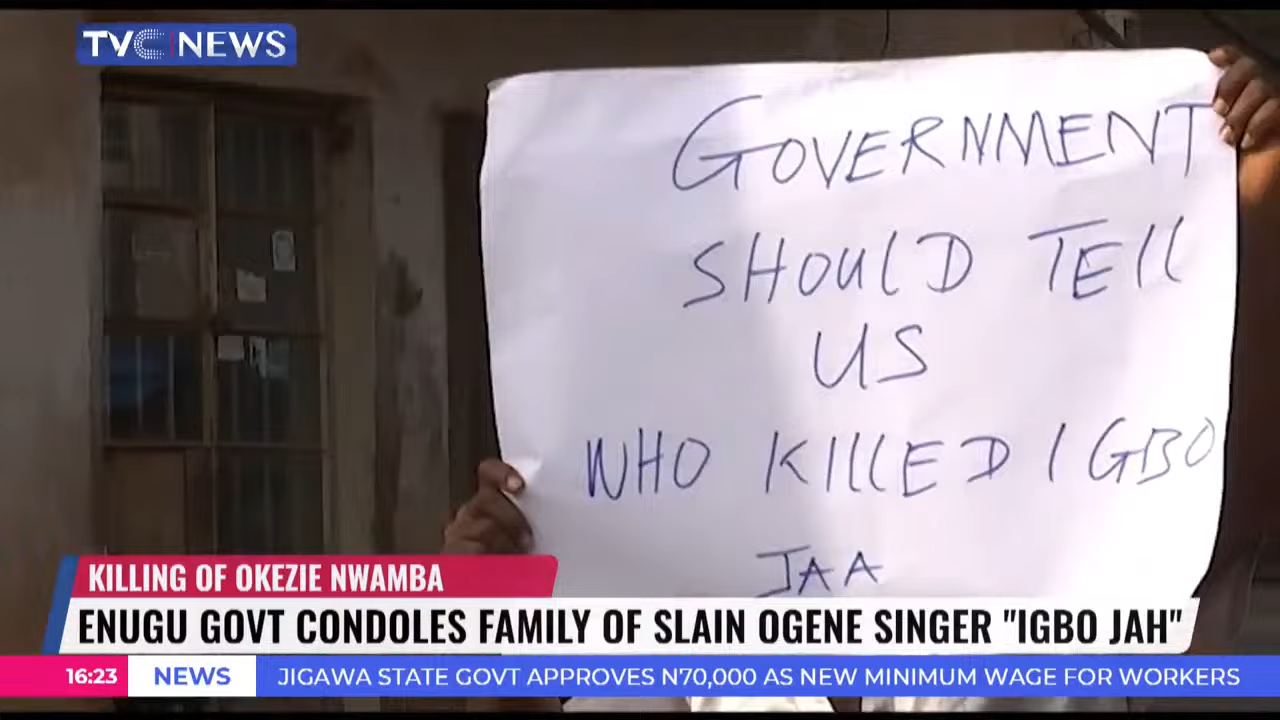 TVC NEWS
GOVERNMENT
SHOULD TELL
US
WHO KILLED IGBO
JAA
KILLING OF OKEZIE NWAMBA
ENUGU GOVT CONDOLES FAMILY OF SLAIN OGENE SINGER "IGBO JAH"
16:23 NEWS JIGAWA STATE GOVT APPROVES N70,000 AS NEW MINIMUM WAGE FOR WORKERS